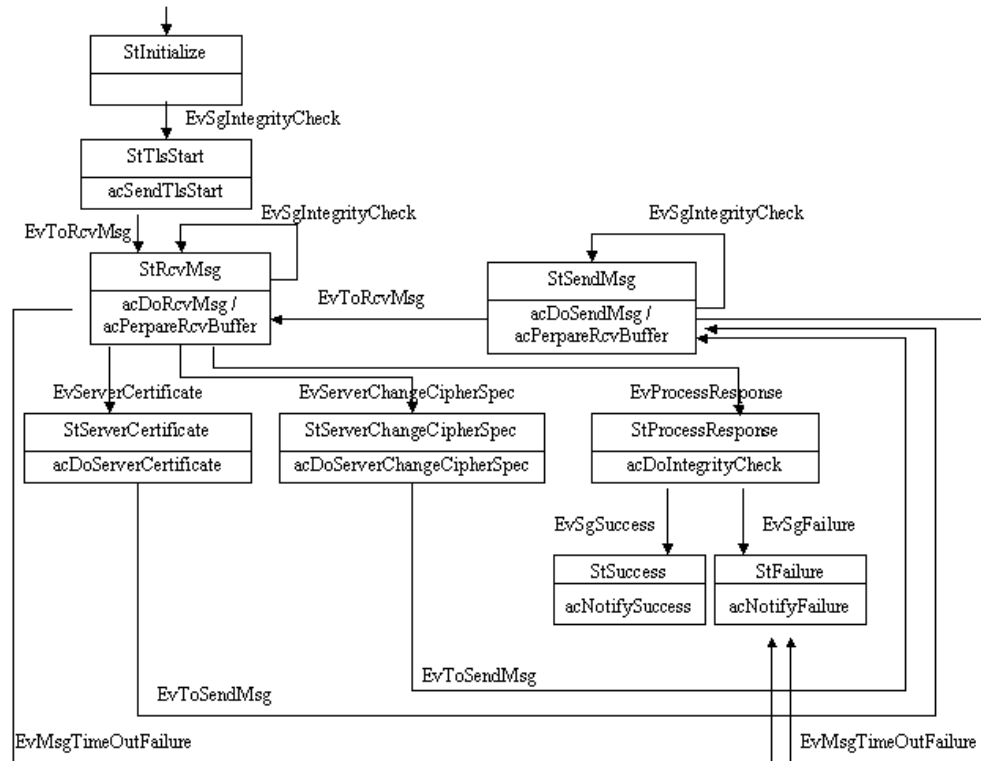 StInitialize
EvSgIntegrityCheck
StTlsStart
acSendTlsStart
EvToRcvMsg
EvSgIntegrityCheck
EvSgIntegrityCheck
StRcvMsg
acDoRcvMsg /
acPerpareRcvBuffer
EvToRcvMsg
StSendMsg
acDoSendMsg /
acPerpareRcvBuffer
EvServerCertificate
EvServerChangeCipherSpec
EvProcessResponse
StServerCertificate
acDoServerCertificate
StServerChangeCipherSpec
acDoServerChangeCipherSpec
StProcessResponse
acDoIntegrityCheck
EvSgSuccess
EvSgFailure
StSuccess
acNotifySuccess
StFailure
acNotifyFailure
EvToSendMsg
EvToSendMsg
EvMsgTimeOutFailure
EvMsgTimeOutFailure